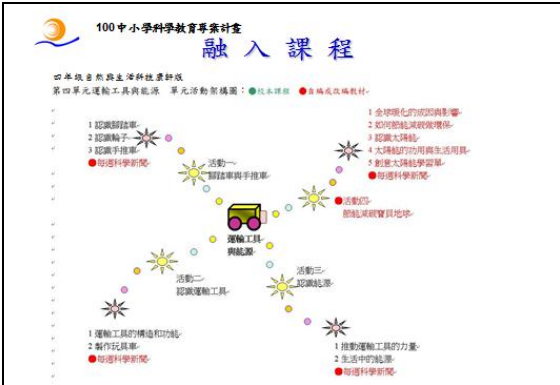 100中小學科學教育專案計畫
融入課程
四年級自然與生活科技康軒版
第四單元運輸工具與能源 單元活動架構圖：●校本課程 ●自編或改編教材
1 認識腳踏車
2 認識輪子
3 認識手推車
●每週科學新聞
活動一
腳踏車與手推車
1 全球暖化的成因與影響
2 如何節能減碳做環保
3 認識太陽能
4 太陽能的功用與生活用具
5 創意太陽能學習單
●每週科學新聞
●活動四
節能減碳寶貝地球
運輸工具
與能源
活動二
認識運輸工具
活動三
認識能源
1 運輸工具的構造和功能
2 製作玩具車
●每週科學新聞
1 推動運輸工具的力量
2 生活中的能源
●每週科學新聞